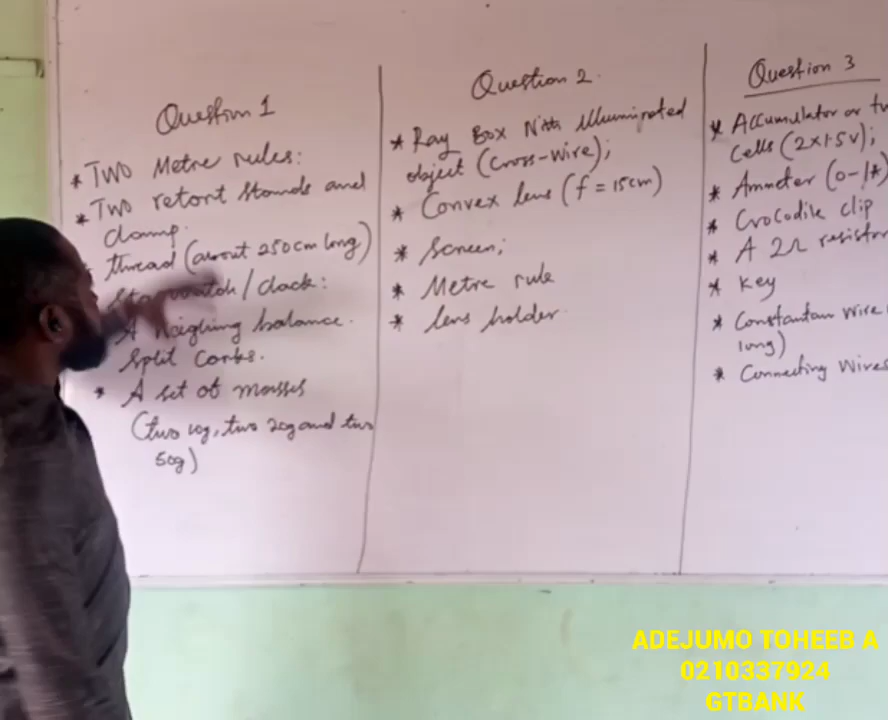 Question 1
* Two Metre rules:
* Two retort stands and
clamp.
thread (about 250cm long)
Stopwatch / clock:
A weighing balance.
Split corks.
* A set of masses
(two 10g, two 20g and two
50g)
Question 2.
* Ray Box With illuminated
object (Cross-wire);
* Convex lens (f = 15cm)
* Screen;
* Metre rule
* lens holder.
Question 3
* Accumulator or
Cells (2x1.5V);
* Ammeter (0-1A)
* Crocodile clip
* A 2Ω resistor
* Key
* Constantan wire (
long)
* Connecting Wires
ADEJUMO TOHEEB A
0210337924
GTBANK